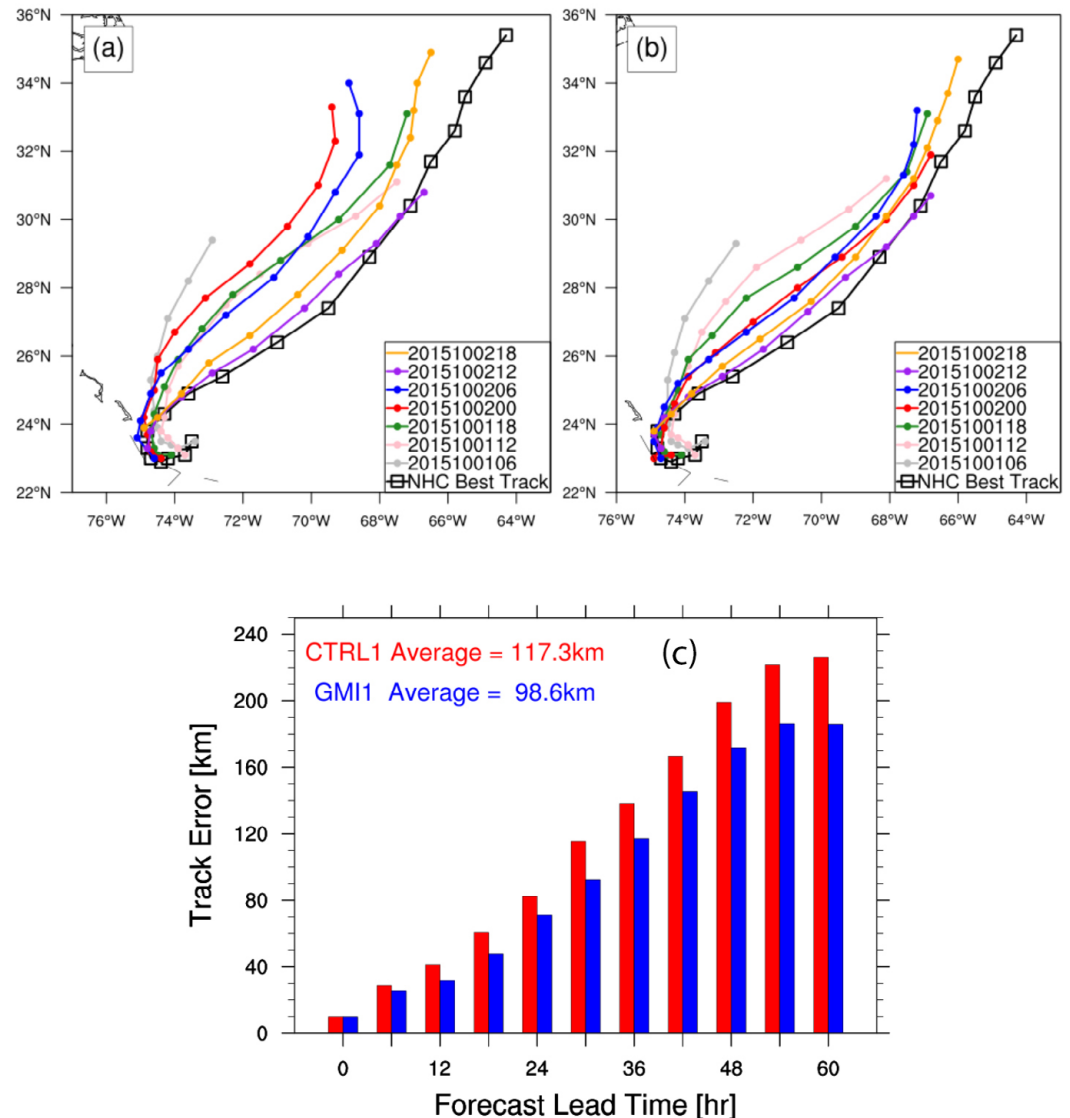 (a)
36°N
34°N
32°N
30°N
28°N
26°N
24°N
22°N
76°W 74°W 72°W 70°W 68°W 66°W 64°W
2015100218
2015100212
2015100206
2015100200
2015100118
2015100112
2015100106
NHC Best Track
(b)
36°N
34°N
32°N
30°N
28°N
26°N
24°N
22°N
76°W 74°W 72°W 70°W 68°W 66°W 64°W
2015100218
2015100212
2015100206
2015100200
2015100118
2015100112
2015100106
NHC Best Track
(c)
CTRL1 Average = 117.3km
GMI1 Average = 98.6km
Track Error [km]
240
200
160
120
80
40
0
0 12 24 36 48 60
Forecast Lead Time [hr]